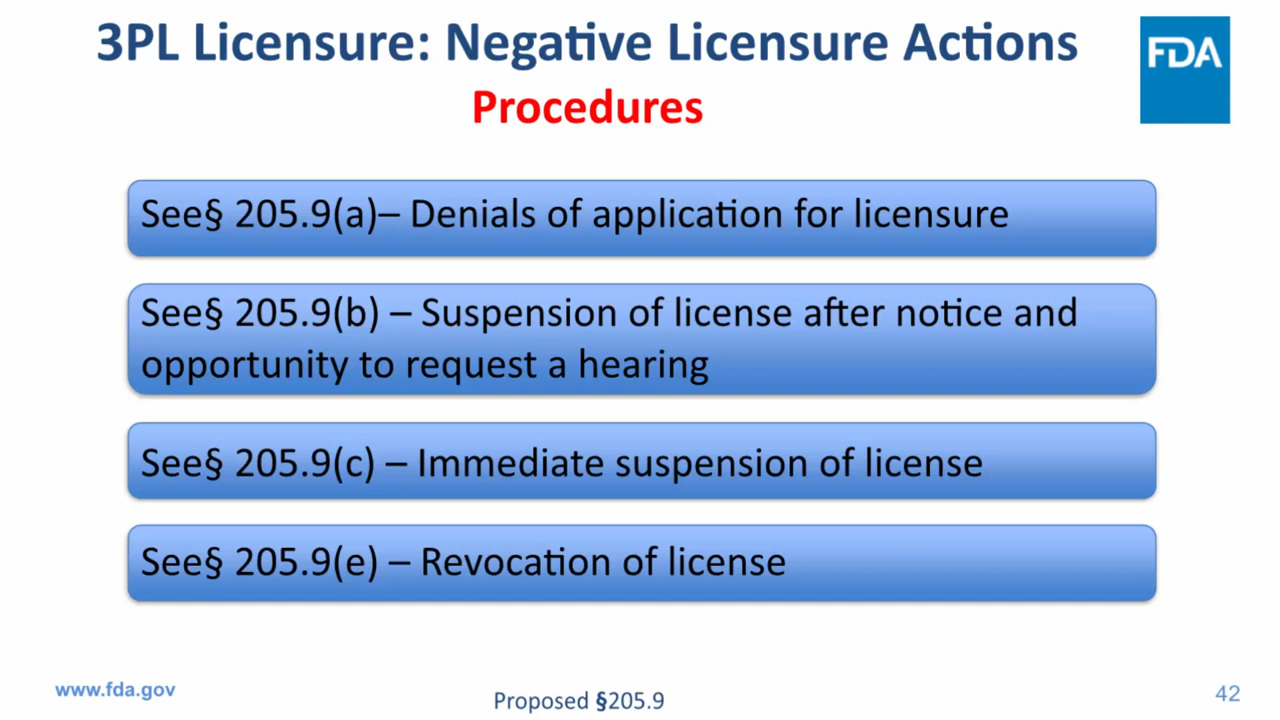 3PL Licensure: Negative Licensure Actions
FDA
Procedures
See§ 205.9(a)– Denials of application for licensure
See§ 205.9(b) – Suspension of license after notice and
opportunity to request a hearing
See§ 205.9(c) – Immediate suspension of license
See§ 205.9(e) – Revocation of license
www.fda.gov
Proposed §205.9
42